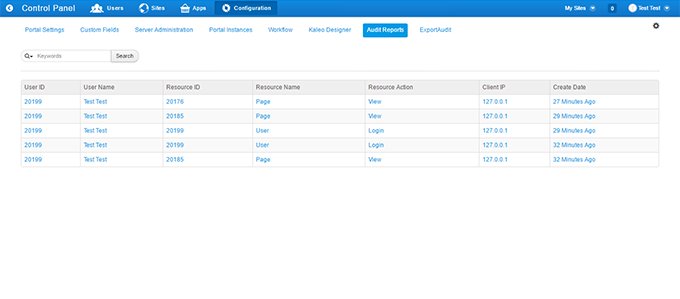 Control Panel Users Sites Apps Configuration My Sites 0 Test Test
Portal Settings Custom Fields Server Administration Portal Instances Workflow Kaleo Designer Audit Reports ExportAudit
Keywords Search
User ID User Name Resource ID Resource Name Resource Action Client IP Create Date
20199 Test Test 20176 Page View 127.0.0.1 27 Minutes Ago
20199 Test Test 20185 Page View 127.0.0.1 29 Minutes Ago
20199 Test Test 20199 User Login 127.0.0.1 29 Minutes Ago
20199 Test Test 20199 User Login 127.0.0.1 32 Minutes Ago
20199 Test Test 20185 Page View 127.0.0.1 32 Minutes Ago